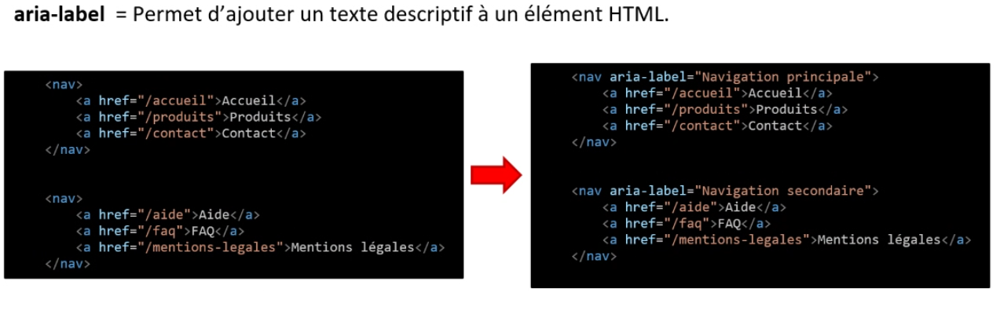 aria-label = Permet d’ajouter un texte descriptif à un élément HTML.
<nav>
<a href="/accueil">Accueil</a>
<a href="/produits">Produits</a>
<a href="/contact">Contact</a>
</nav>
<nav>
<a href="/aide">Aide</a>
<a href="/faq">FAQ</a>
<a href="/mentions-legales">Mentions légales</a>
</nav>
<nav aria-label="Navigation principale">
<a href="/accueil">Accueil</a>
<a href="/produits">Produits</a>
<a href="/contact">Contact</a>
</nav>
<nav aria-label="Navigation secondaire">
<a href="/aide">Aide</a>
<a href="/faq">FAQ</a>
<a href="/mentions-legales">Mentions légales</a>
</nav>